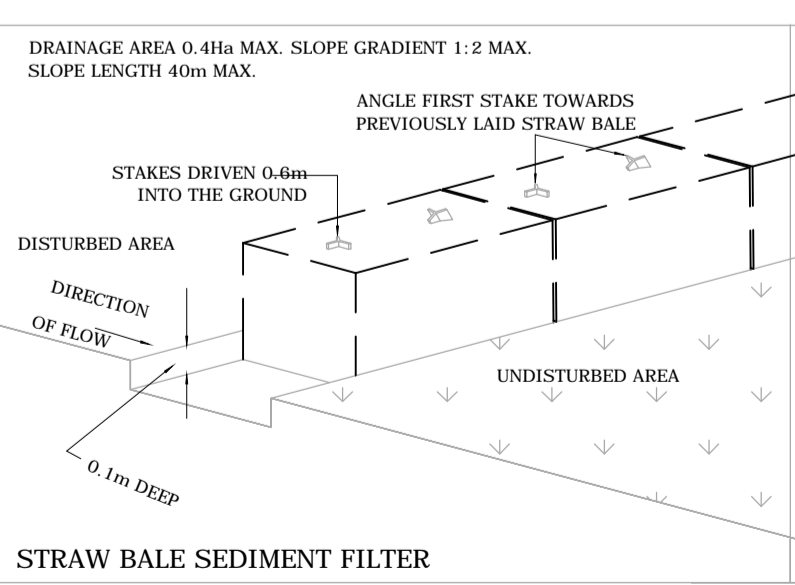 DRAINAGE AREA 0.4Ha MAX. SLOPE GRADIENT 1:2 MAX.
SLOPE LENGTH 40m MAX.
ANGLE FIRST STAKE TOWARDS
PREVIOUSLY LAID STRAW BALE
STAKES DRIVEN 0.6m
INTO THE GROUND
DISTURBED AREA
DIRECTION
OF FLOW
UNDISTURBED AREA
0.1m DEEP
STRAW BALE SEDIMENT FILTER